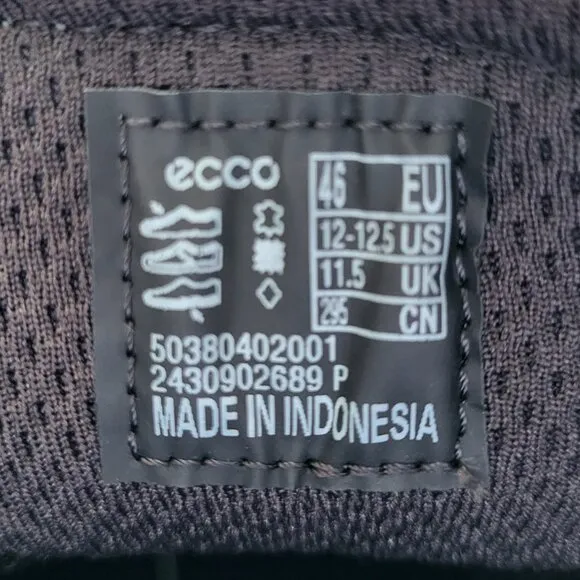 ecco
46 EU
12-12.5 US
11.5 UK
295 CN
50380402001
2430902689 P
MADE IN INDONESIA